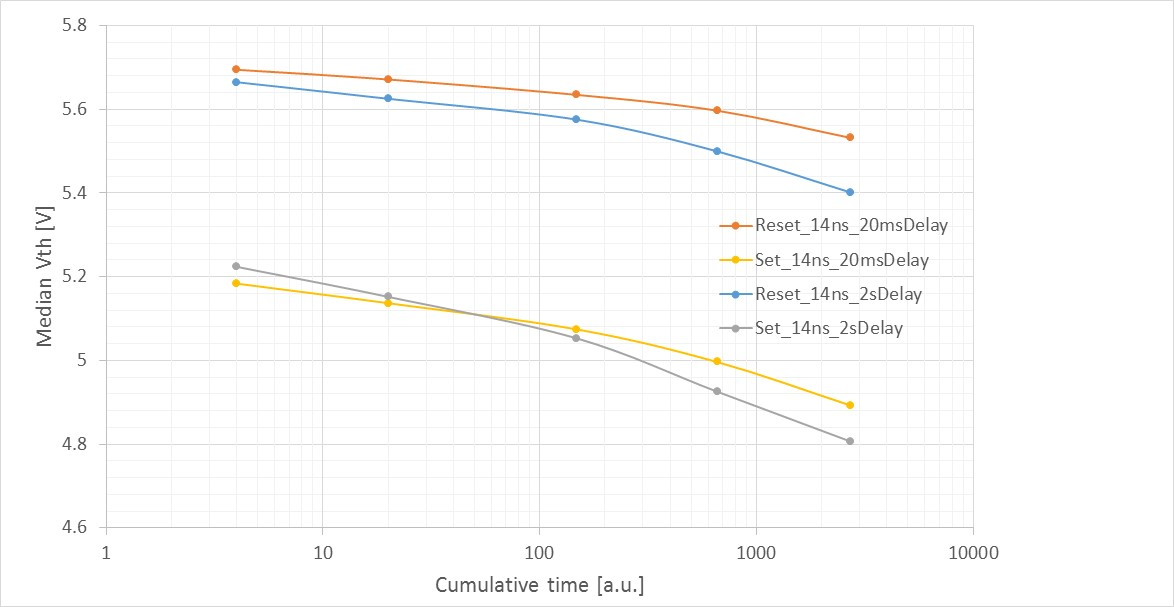 5.8
5.6
5.4
5.2
5
4.8
4.6
Median Vth [V]
Reset_14ns_20msDelay
Set_14ns_20msDelay
Reset_14ns_2sDelay
Set_14ns_2sDelay
1 10 100 1000 10000
Cumulative time [a.u.]